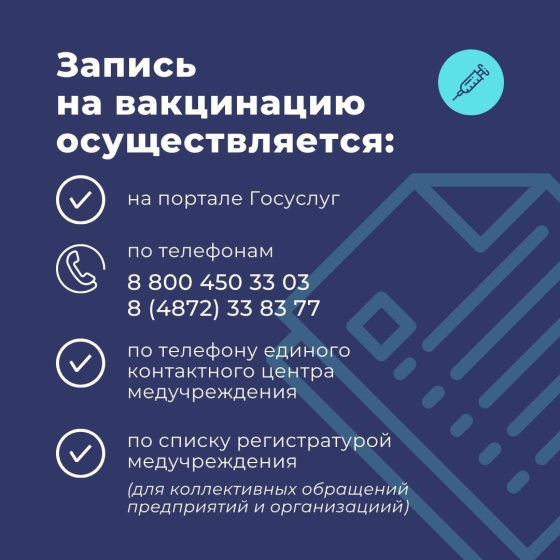 Запись
на вакцинацию
осуществляется:
на портале Госуслуг
по телефонам
8 800 450 33 03
8 (4872) 33 83 77
по телефону единого
контактного центра
медучреждения
по списку регистратурой
медучреждения
(для коллективных обращений
предприятий и организациий)